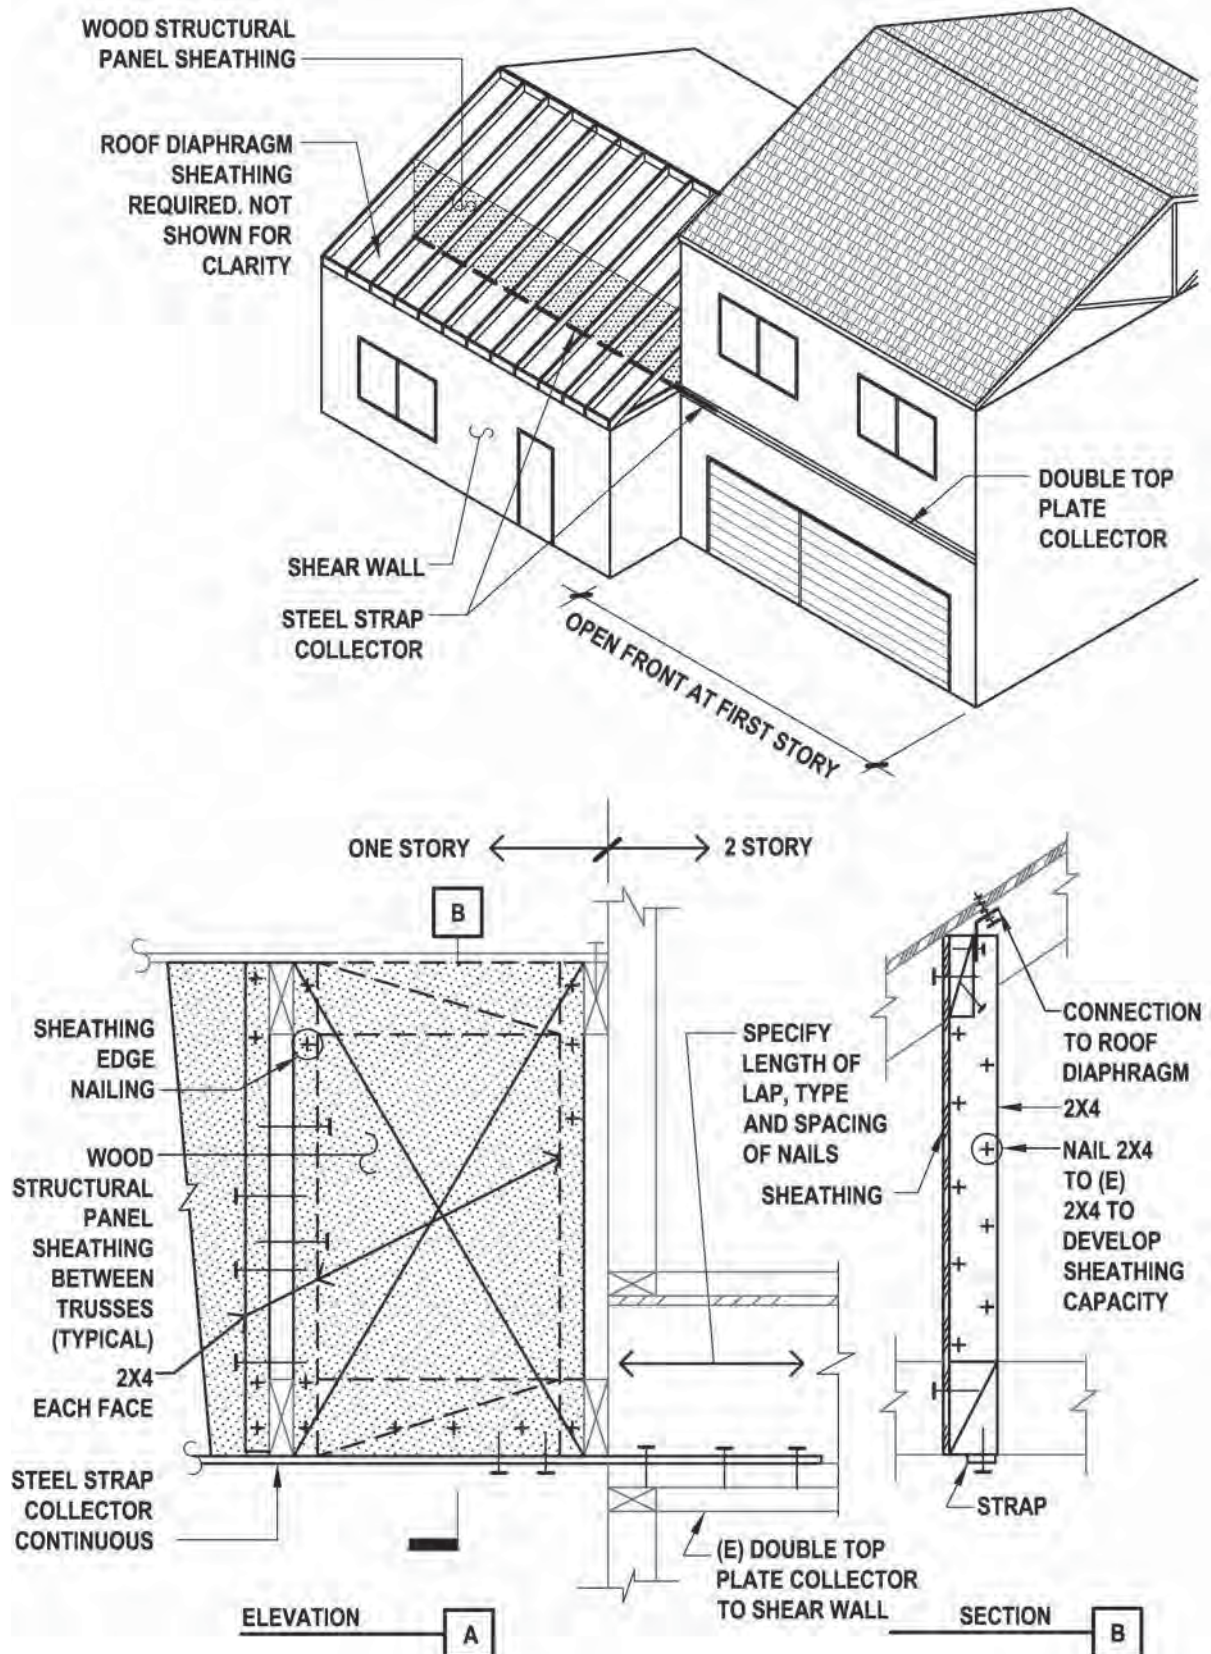 WOOD STRUCTURAL
PANEL SHEATHING
ROOF DIAPHRAGM
SHEATHING
REQUIRED. NOT
SHOWN FOR
CLARITY
DOUBLE TOP
PLATE
COLLECTOR
SHEAR WALL
STEEL STRAP
COLLECTOR
OPEN FRONT AT FIRST STORY
ONE STORY
2 STORY
B
SHEATHING
EDGE
NAILING
WOOD
STRUCTURAL
PANEL
SHEATHING
BETWEEN
TRUSSES
(TYPICAL)
2X4
EACH FACE
STEEL STRAP
COLLECTOR
CONTINUOUS
SPECIFY
LENGTH OF
LAP, TYPE
AND SPACING
OF NAILS
SHEATHING
CONNECTION
TO ROOF
DIAPHRAGM
2X4
NAIL 2X4
TO (E)
2X4 TO
DEVELOP
SHEATHING
CAPACITY
STRAP
(E) DOUBLE TOP
PLATE COLLECTOR
TO SHEAR WALL
ELEVATION
A
SECTION
B